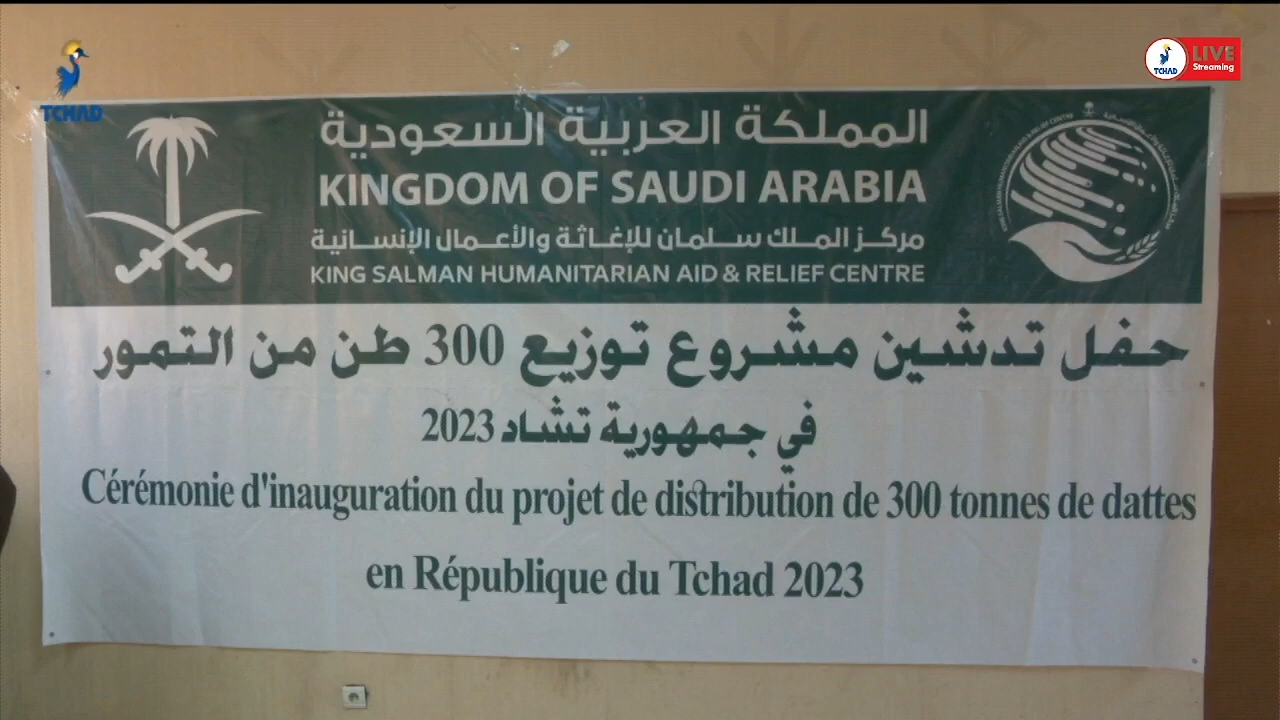 TCHAD
TCHAD
LIVE
Streaming
المملكة العربية السعودية
KINGDOM OF SAUDI ARABIA
مركز الملك سلمان للإغاثة والأعمال الإنسانية
KING SALMAN HUMANITARIAN AID & RELIEF CENTRE
حفل تدشين مشروع توزيع 300 طن من التمور
في جمهورية تشاد 2023
Cérémonie d'inauguration du projet de distribution de 300 tonnes de dattes
en République du Tchad 2023